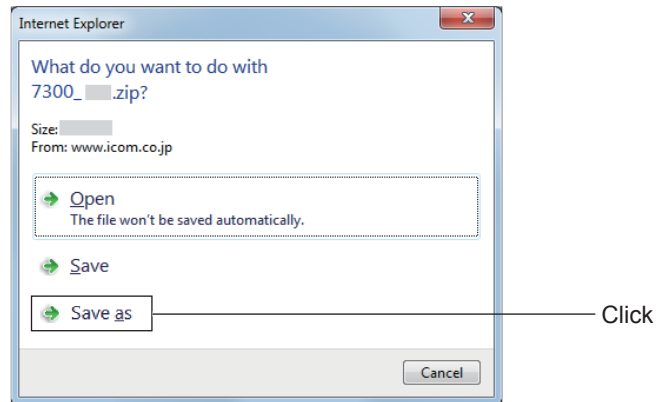 Internet Explorer
What do you want to do with
7300_ .zip?
Size:
From: www.icom.co.jp
Open
The file won't be saved automatically.
Save
Save as
Click
Cancel